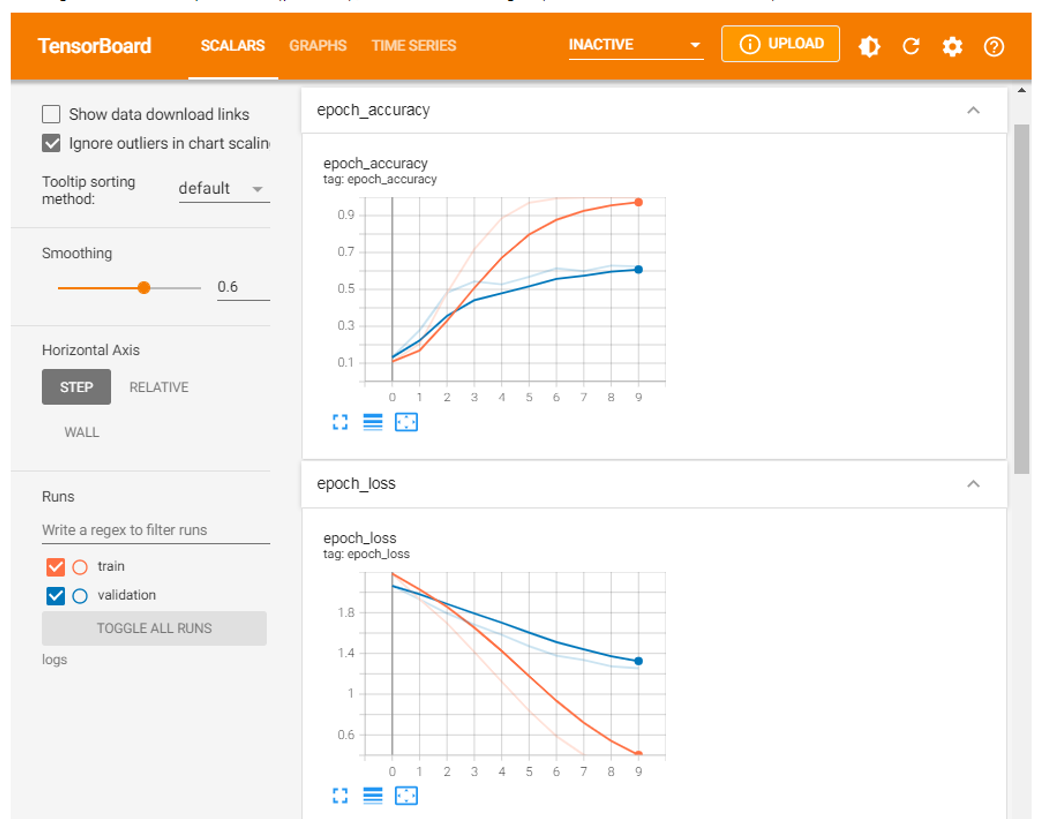 TensorBoard SCALARS GRAPHS TIME SERIES INACTIVE UPLOAD
Show data download links
Ignore outliers in chart scalin
Tooltip sorting
method:
default
Smoothing
0.6
Horizontal Axis
STEP RELATIVE
WALL
Runs
Write a regex to filter runs
train
validation
TOGGLE ALL RUNS
logs
epoch_accuracy
epoch_accuracy
tag: epoch_accuracy
0.9
0.7
0.5
0.3
0.1
0 1 2 3 4 5 6 7 8 9
epoch_loss
epoch_loss
tag: epoch_loss
1.8
1.4
1
0.6
0 1 2 3 4 5 6 7 8 9